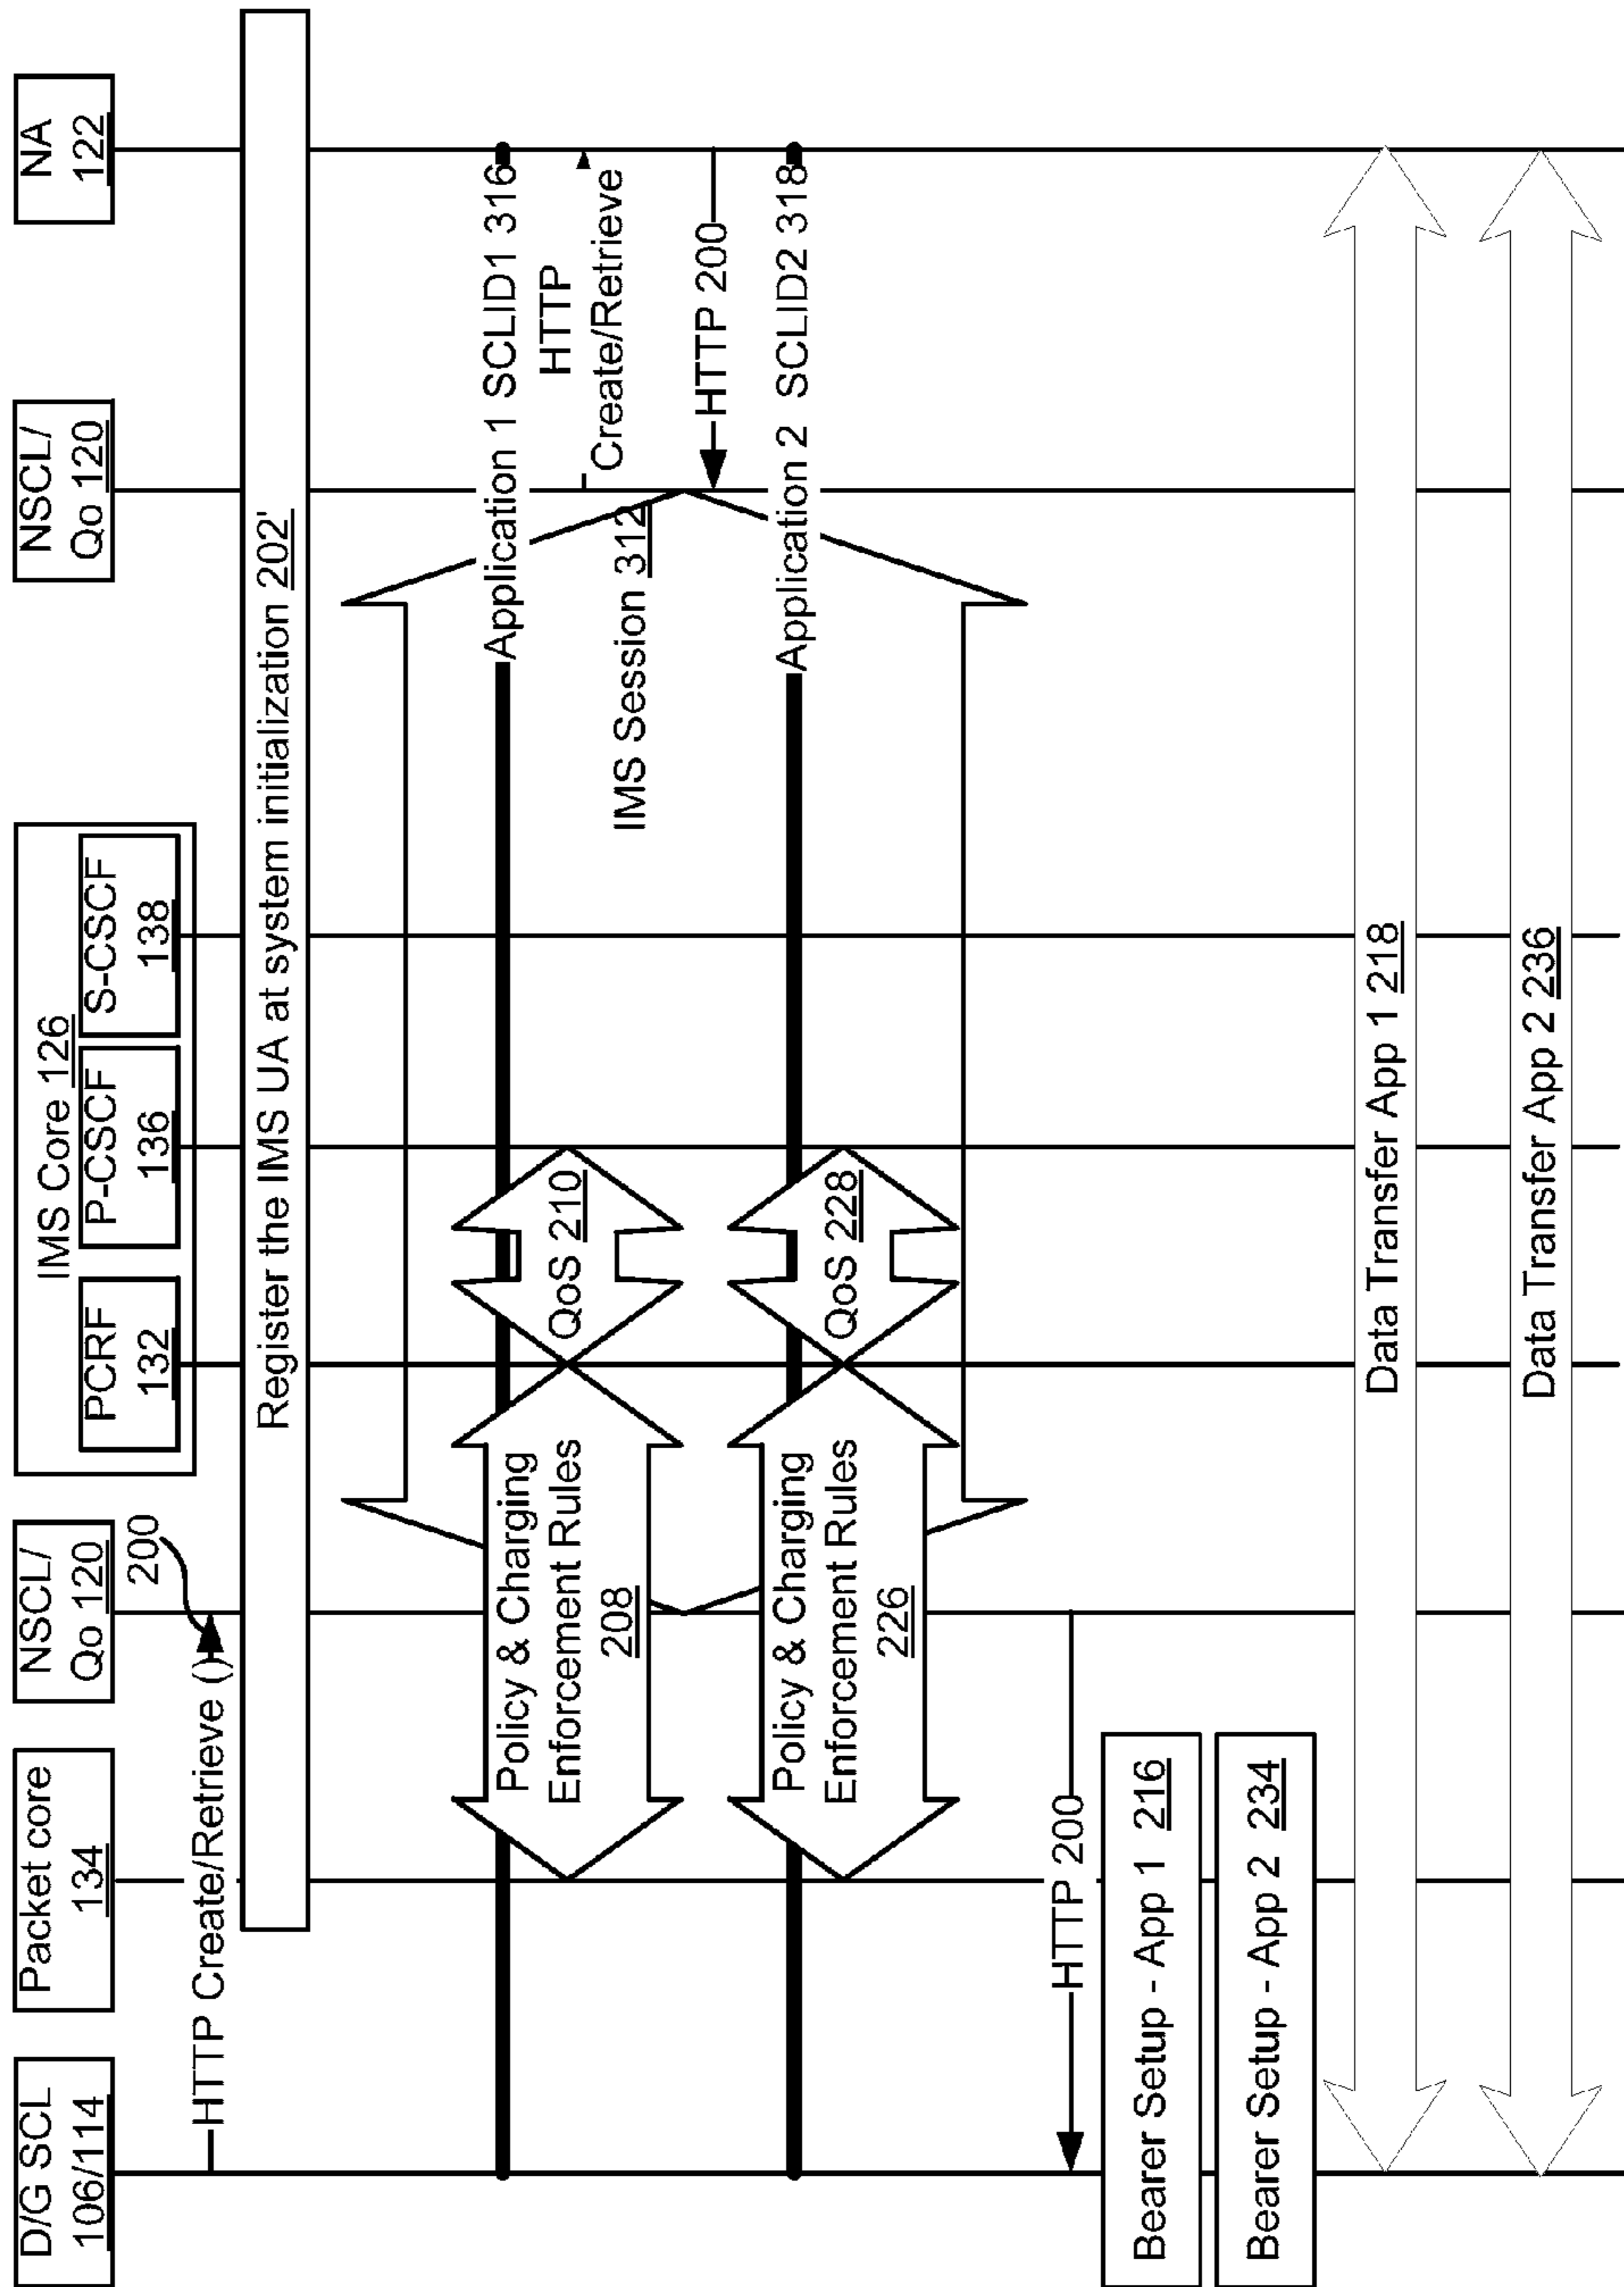 D/G SCL
106/114
Packet core
134
NSCL/
Qo 120
IMS Core 126
PCRF
132
P-CSCF
136
S-CSCF
138
NSCL/
Qo 120
NA
122
200
HTTP Create/Retrieve ()
Register the IMS UA at system initialization 202'
Application 1 SCLID1 316
Policy & Charging
Enforcement Rules
208
QoS 210
HTTP
Create/Retrieve
IMS Session 312
HTTP 200
Application 2 SCLID2 318
Policy & Charging
Enforcement Rules
226
QoS 228
HTTP 200
Bearer Setup - App 1 216
Bearer Setup - App 2 234
Data Transfer App 1 218
Data Transfer App 2 236